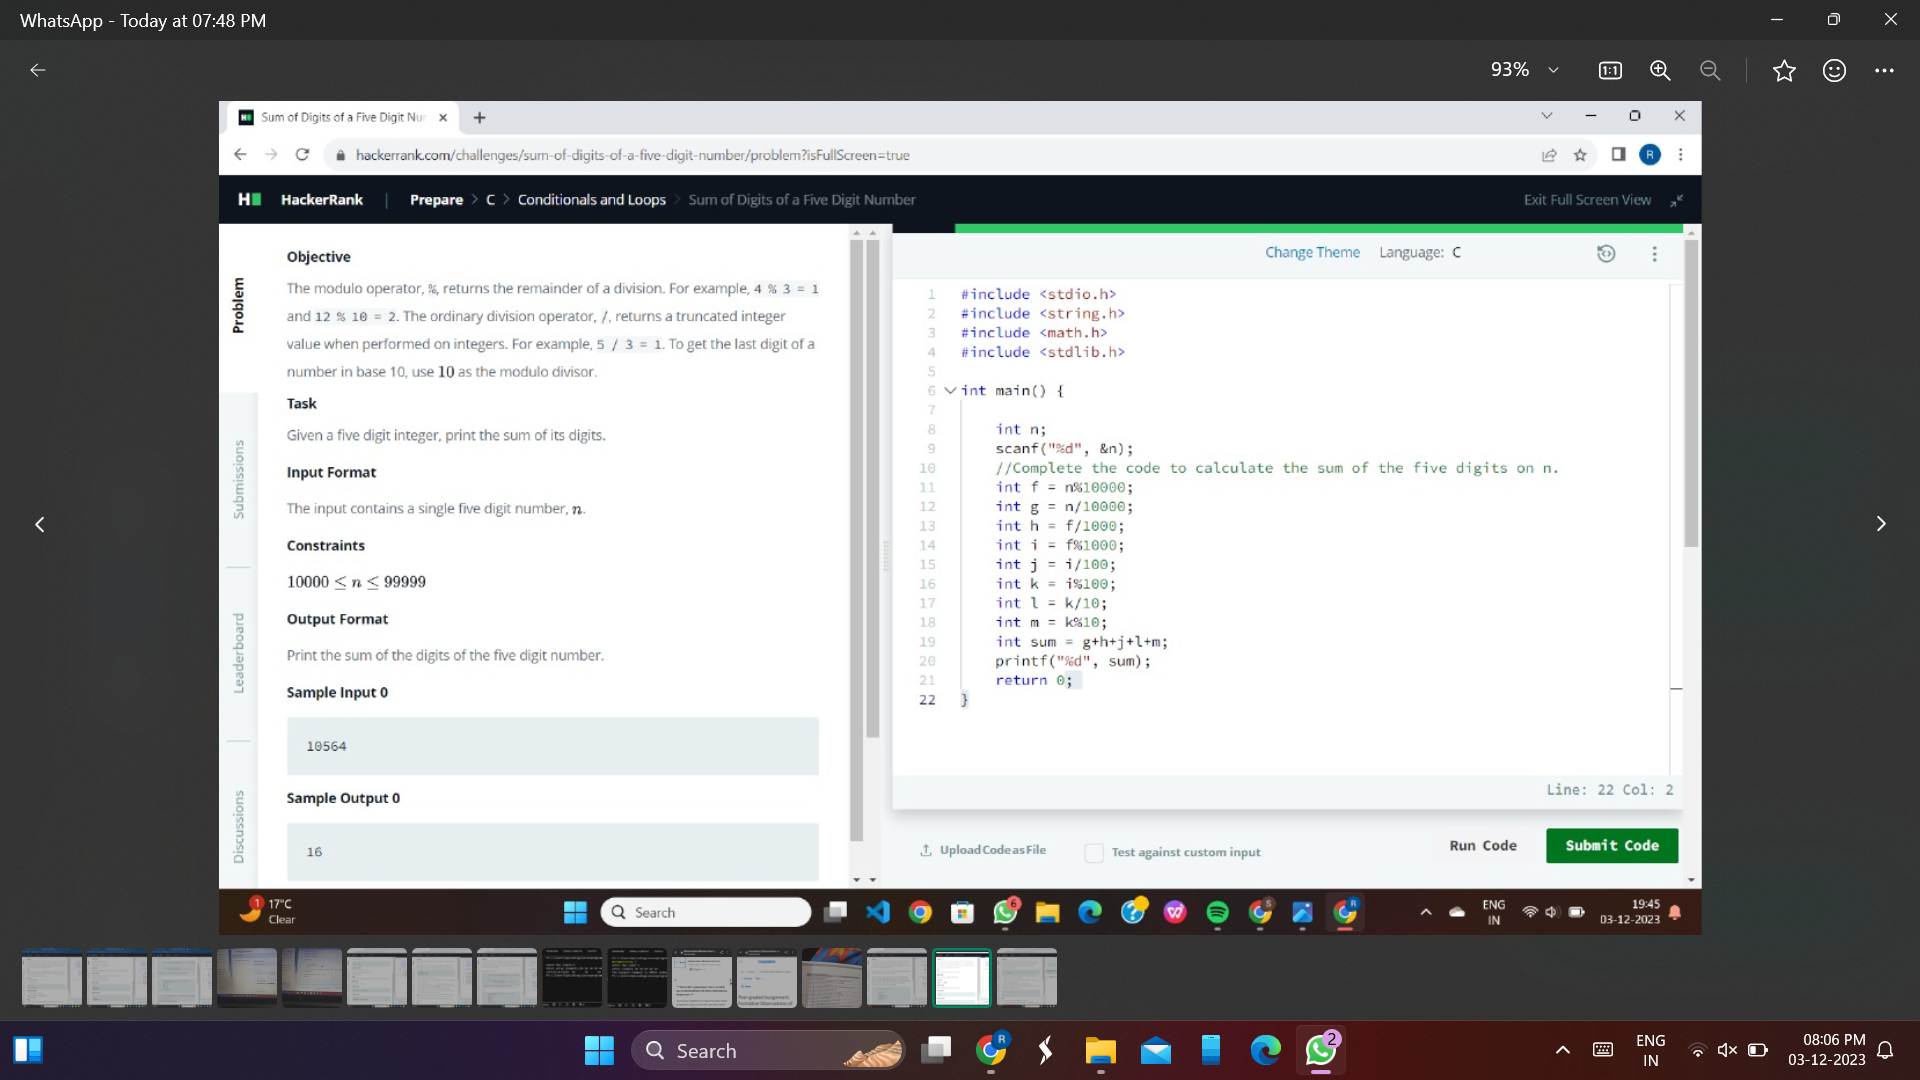 WhatsApp - Today at 07:48 PM
93%
1:1
Sum of Digits of a Five Digit Nu
hackerrank.com/challenges/sum-of-digits-of-a-five-digit-number/problem?isFullScreen=true
R
HackerRank | Prepare > C > Conditionals and Loops > Sum of Digits of a Five Digit Number
Exit Full Screen View
Problem
Submissions
Leaderboard
Discussions
Objective
The modulo operator, %, returns the remainder of a division. For example, 4 % 3 = 1
and 12 % 10 = 2. The ordinary division operator, /, returns a truncated integer
value when performed on integers. For example, 5 / 3 = 1. To get the last digit of a
number in base 10, use 10 as the modulo divisor.
Task
Given a five digit integer, print the sum of its digits.
Input Format
The input contains a single five digit number, n.
Constraints
10000 ≤ n ≤ 99999
Output Format
Print the sum of the digits of the five digit number.
Sample Input 0
10564
Sample Output 0
16
Change Theme Language: C
1 #include <stdio.h>
2 #include <string.h>
3 #include <math.h>
4 #include <stdlib.h>
5
6 int main() {
7
8 int n;
9 scanf("%d", &n);
10 //Complete the code to calculate the sum of the five digits on n.
11 int f = n%10000;
12 int g = n/10000;
13 int h = f/1000;
14 int i = f%1000;
15 int j = i/100;
16 int k = i%100;
17 int l = k/10;
18 int m = k%10;
19 int sum = g+h+j+l+m;
20 printf("%d", sum);
21 return 0;
22 }
Line: 22 Col: 2
Upload Code as File
Test against custom input
Run Code
Submit Code
1
17°C
Clear
Search
6
S
R
ENG
IN
19:45
03-12-2023
Search
R
2
ENG
IN
08:06 PM
03-12-2023